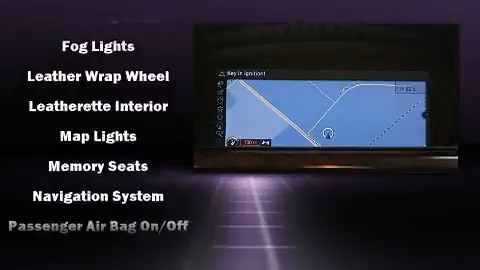 Fog Lights
Leather Wrap Wheel
Leatherette Interior
Map Lights
Memory Seats
Navigation System
Passenger Air Bag On/Off
Key in ignition!